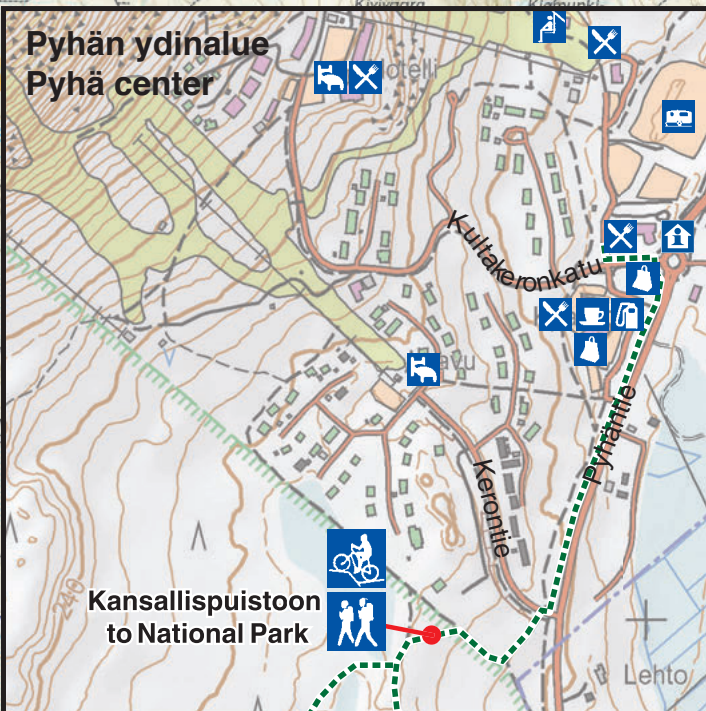 Pyhän ydinalue
Pyhä center
Kultakeronkatu
Pyhäntie
Kerontie
Kansallispuistoon
to National Park
240
Lehto